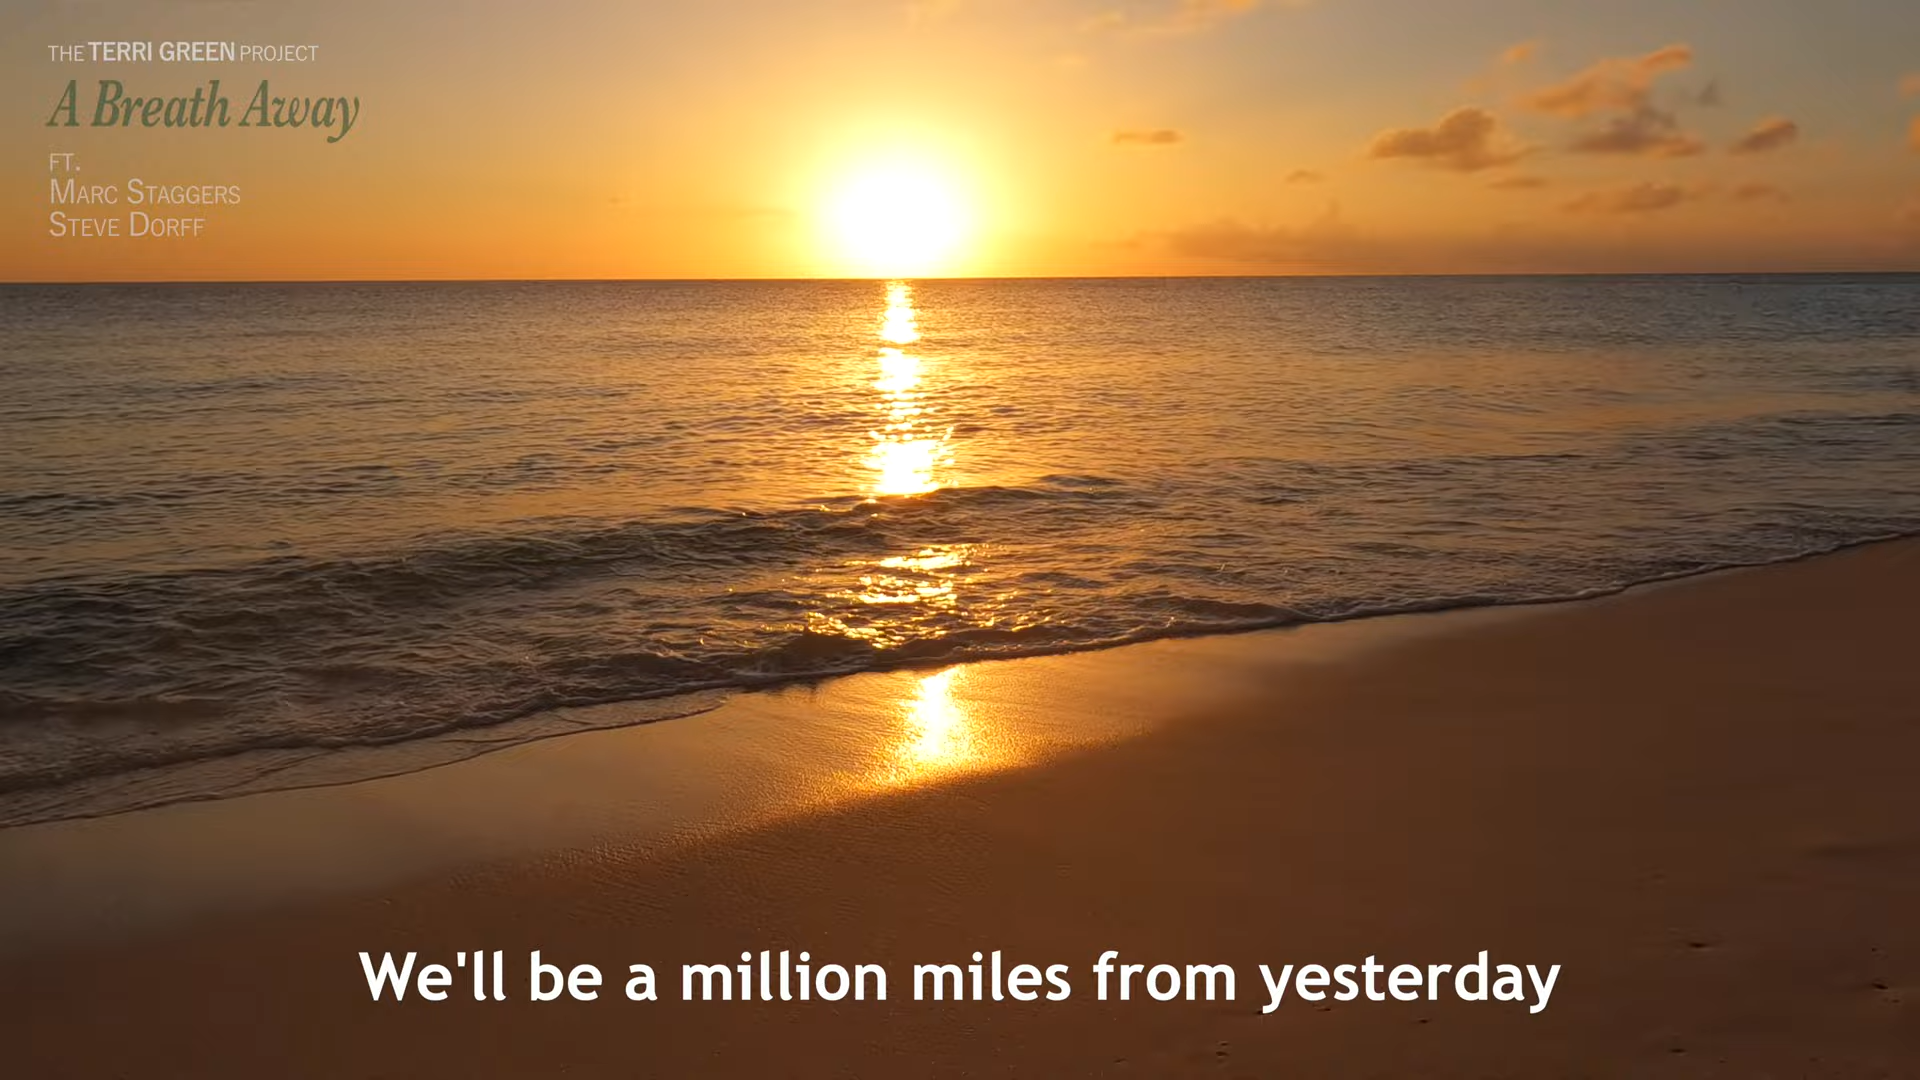 THE TERRI GREEN PROJECT
A Breath Away
FT.
MARC STAGGERS
STEVE DORFF
We'll be a million miles from yesterday